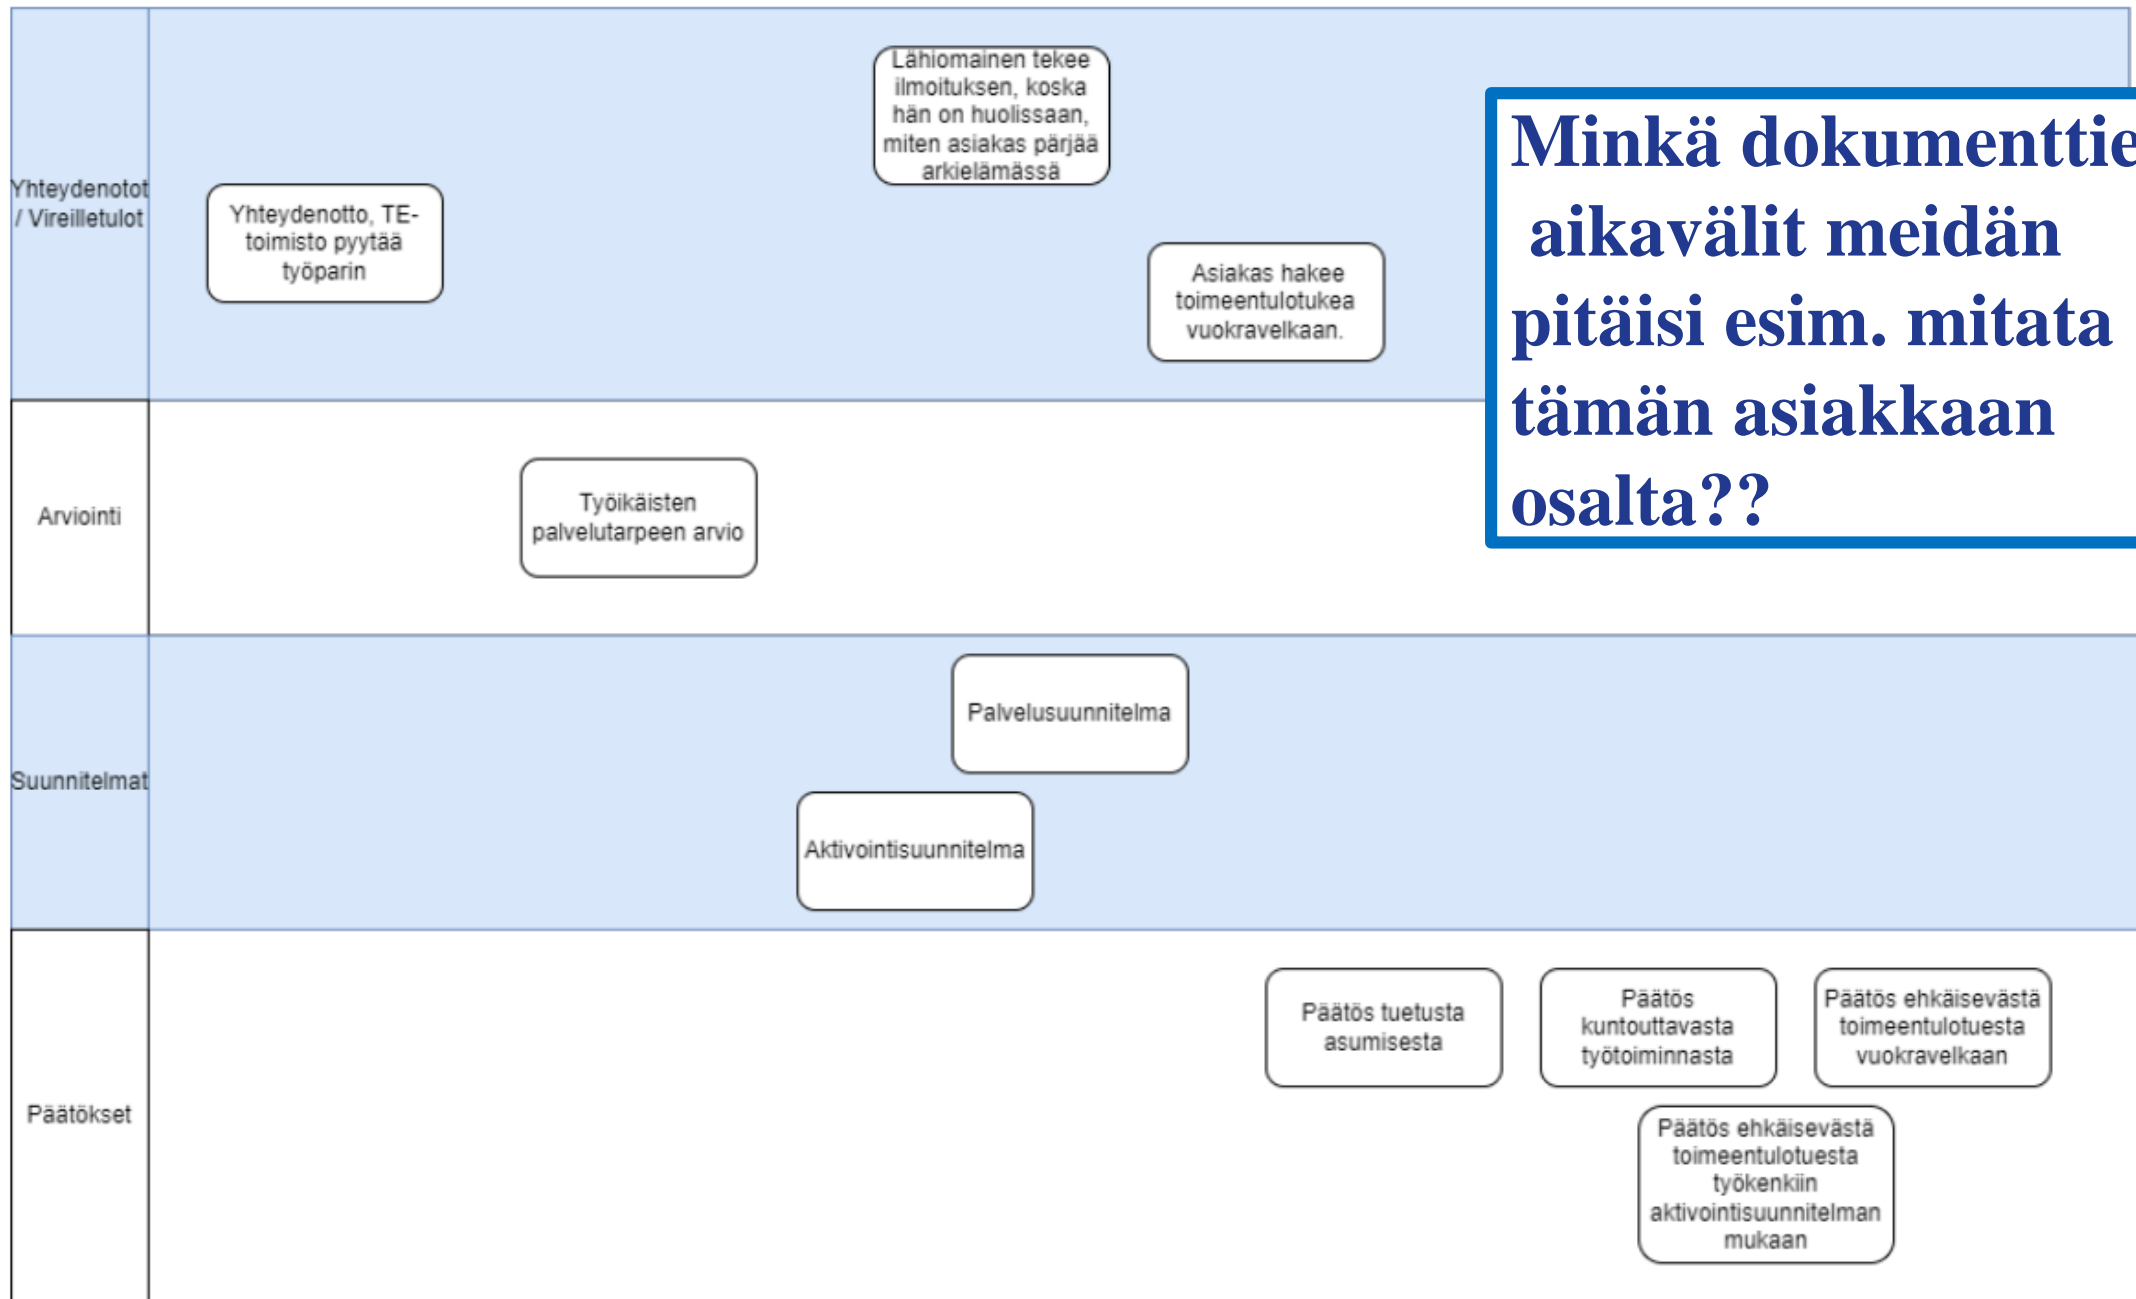 Yhteydenotot
/ Vireilletulot
Yhteydenotto, TE-
toimisto pyytää
työparin
Lähiomainen tekee
ilmoituksen, koska
hän on huolissaan,
miten asiakas pärjää
arkielämässä
Asiakas hakee
toimeentulotukea
vuokravelkaan.
Minkä dokumenttie
aikavälit meidän
pitäisi esim. mitata
tämän asiakkaan
osalta??
Arviointi
Työikäisten
palvelutarpeen arvio
Suunnitelmat
Palvelusuunnitelma
Aktivointisuunnitelma
Päätökset
Päätös tuetusta
asumisesta
Päätös
kuntouttavasta
työtoiminnasta
Päätös ehkäisevästä
toimeentulotuesta
vuokravelkaan
Päätös ehkäisevästä
toimeentulotuesta
työkenkiin
aktivointisuunnitelman
mukaan